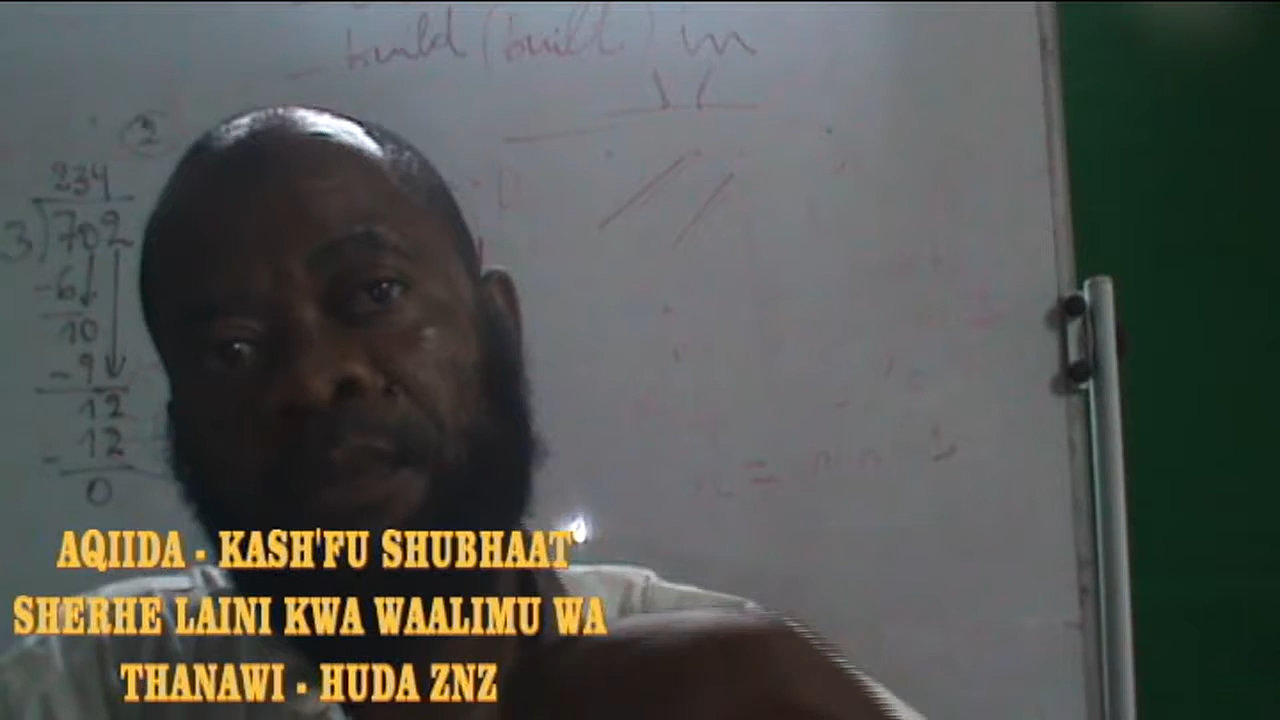 build (built) in
2
234
3)702
-6
10
-9
12
-12
0
AQIIDA - KASH'FU SHUBHAAT
SHERHE LAINI KWA WAALIMU WA
THANAWI - HUDA ZNZ